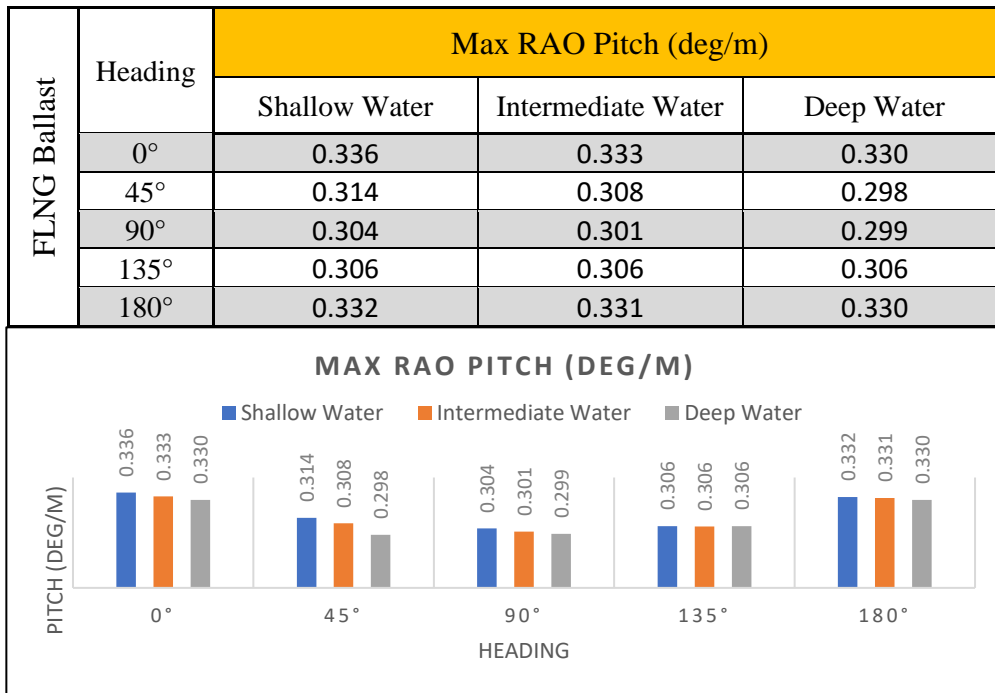 FLNG Ballast
Heading
Max RAO Pitch (deg/m)
Shallow Water Intermediate Water Deep Water
0° 0.336 0.333 0.330
45° 0.314 0.308 0.298
90° 0.304 0.301 0.299
135° 0.306 0.306 0.306
180° 0.332 0.331 0.330
MAX RAO PITCH (DEG/M)
Shallow Water Intermediate Water Deep Water
0.336 0.333 0.330 0.314 0.308 0.298 0.304 0.301 0.299 0.306 0.306 0.306 0.332 0.331 0.330
PITCH (DEG/M)
0° 45° 90° 135° 180°
HEADING